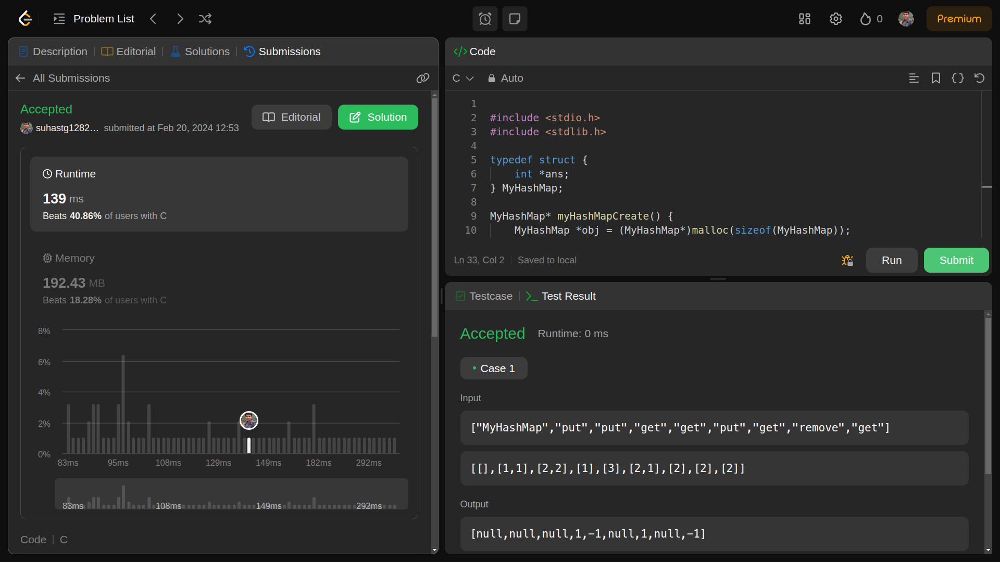 Problem List
0
Premium
Description | Editorial | Solutions | Submissions
All Submissions
Accepted
suhastg1282... submitted at Feb 20, 2024 12:53
Editorial
Solution
Runtime
139 ms
Beats 40.86% of users with C
Memory
192.43 MB
Beats 18.28% of users with C
8%
6%
4%
2%
0%
83ms 95ms 108ms 129ms 149ms 182ms 292ms
83ms 108ms 149ms 292ms
Code | C
Code
C Auto
1
2 #include <stdio.h>
3 #include <stdlib.h>
4
5 typedef struct {
6 int *ans;
7 } MyHashMap;
8
9 MyHashMap* myHashMapCreate() {
10 MyHashMap *obj = (MyHashMap*)malloc(sizeof(MyHashMap));
Ln 33, Col 2 | Saved to local
Run
Submit
Testcase | Test Result
Accepted Runtime: 0 ms
• Case 1
Input
["MyHashMap","put","put","get","get","put","get","remove","get"]
[[],[1,1],[2,2],[1],[3],[2,1],[2],[2],[2]]
Output
[null,null,null,1,-1,null,1,null,-1]